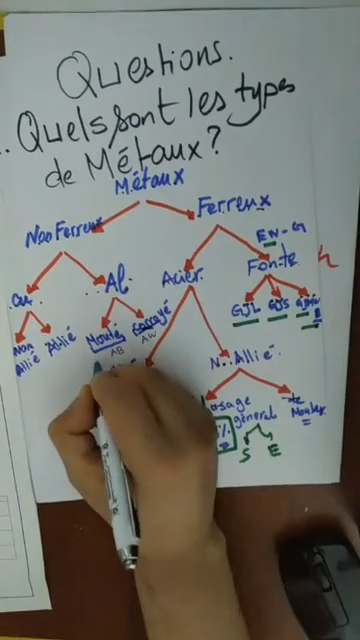 Questions.
Quels sont les types
de Métaux?
Métaux
Non Ferreux
Ferreux
EN-G
Cu
Al
Acier
Fonte
Non Allié
Allié
Moulé
AB
Corroyé
AW
GJL
GJS
N... Allié
usage
général
de Moulage
%
S
E